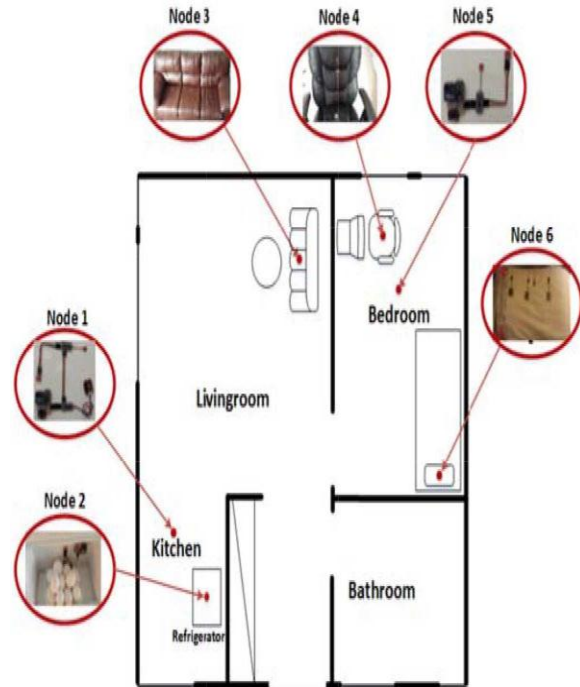 Node 3
Node 4
Node 5
Node 6
Node 1
Bedroom
Livingroom
Node 2
Kitchen
Bathroom
Refrigerator